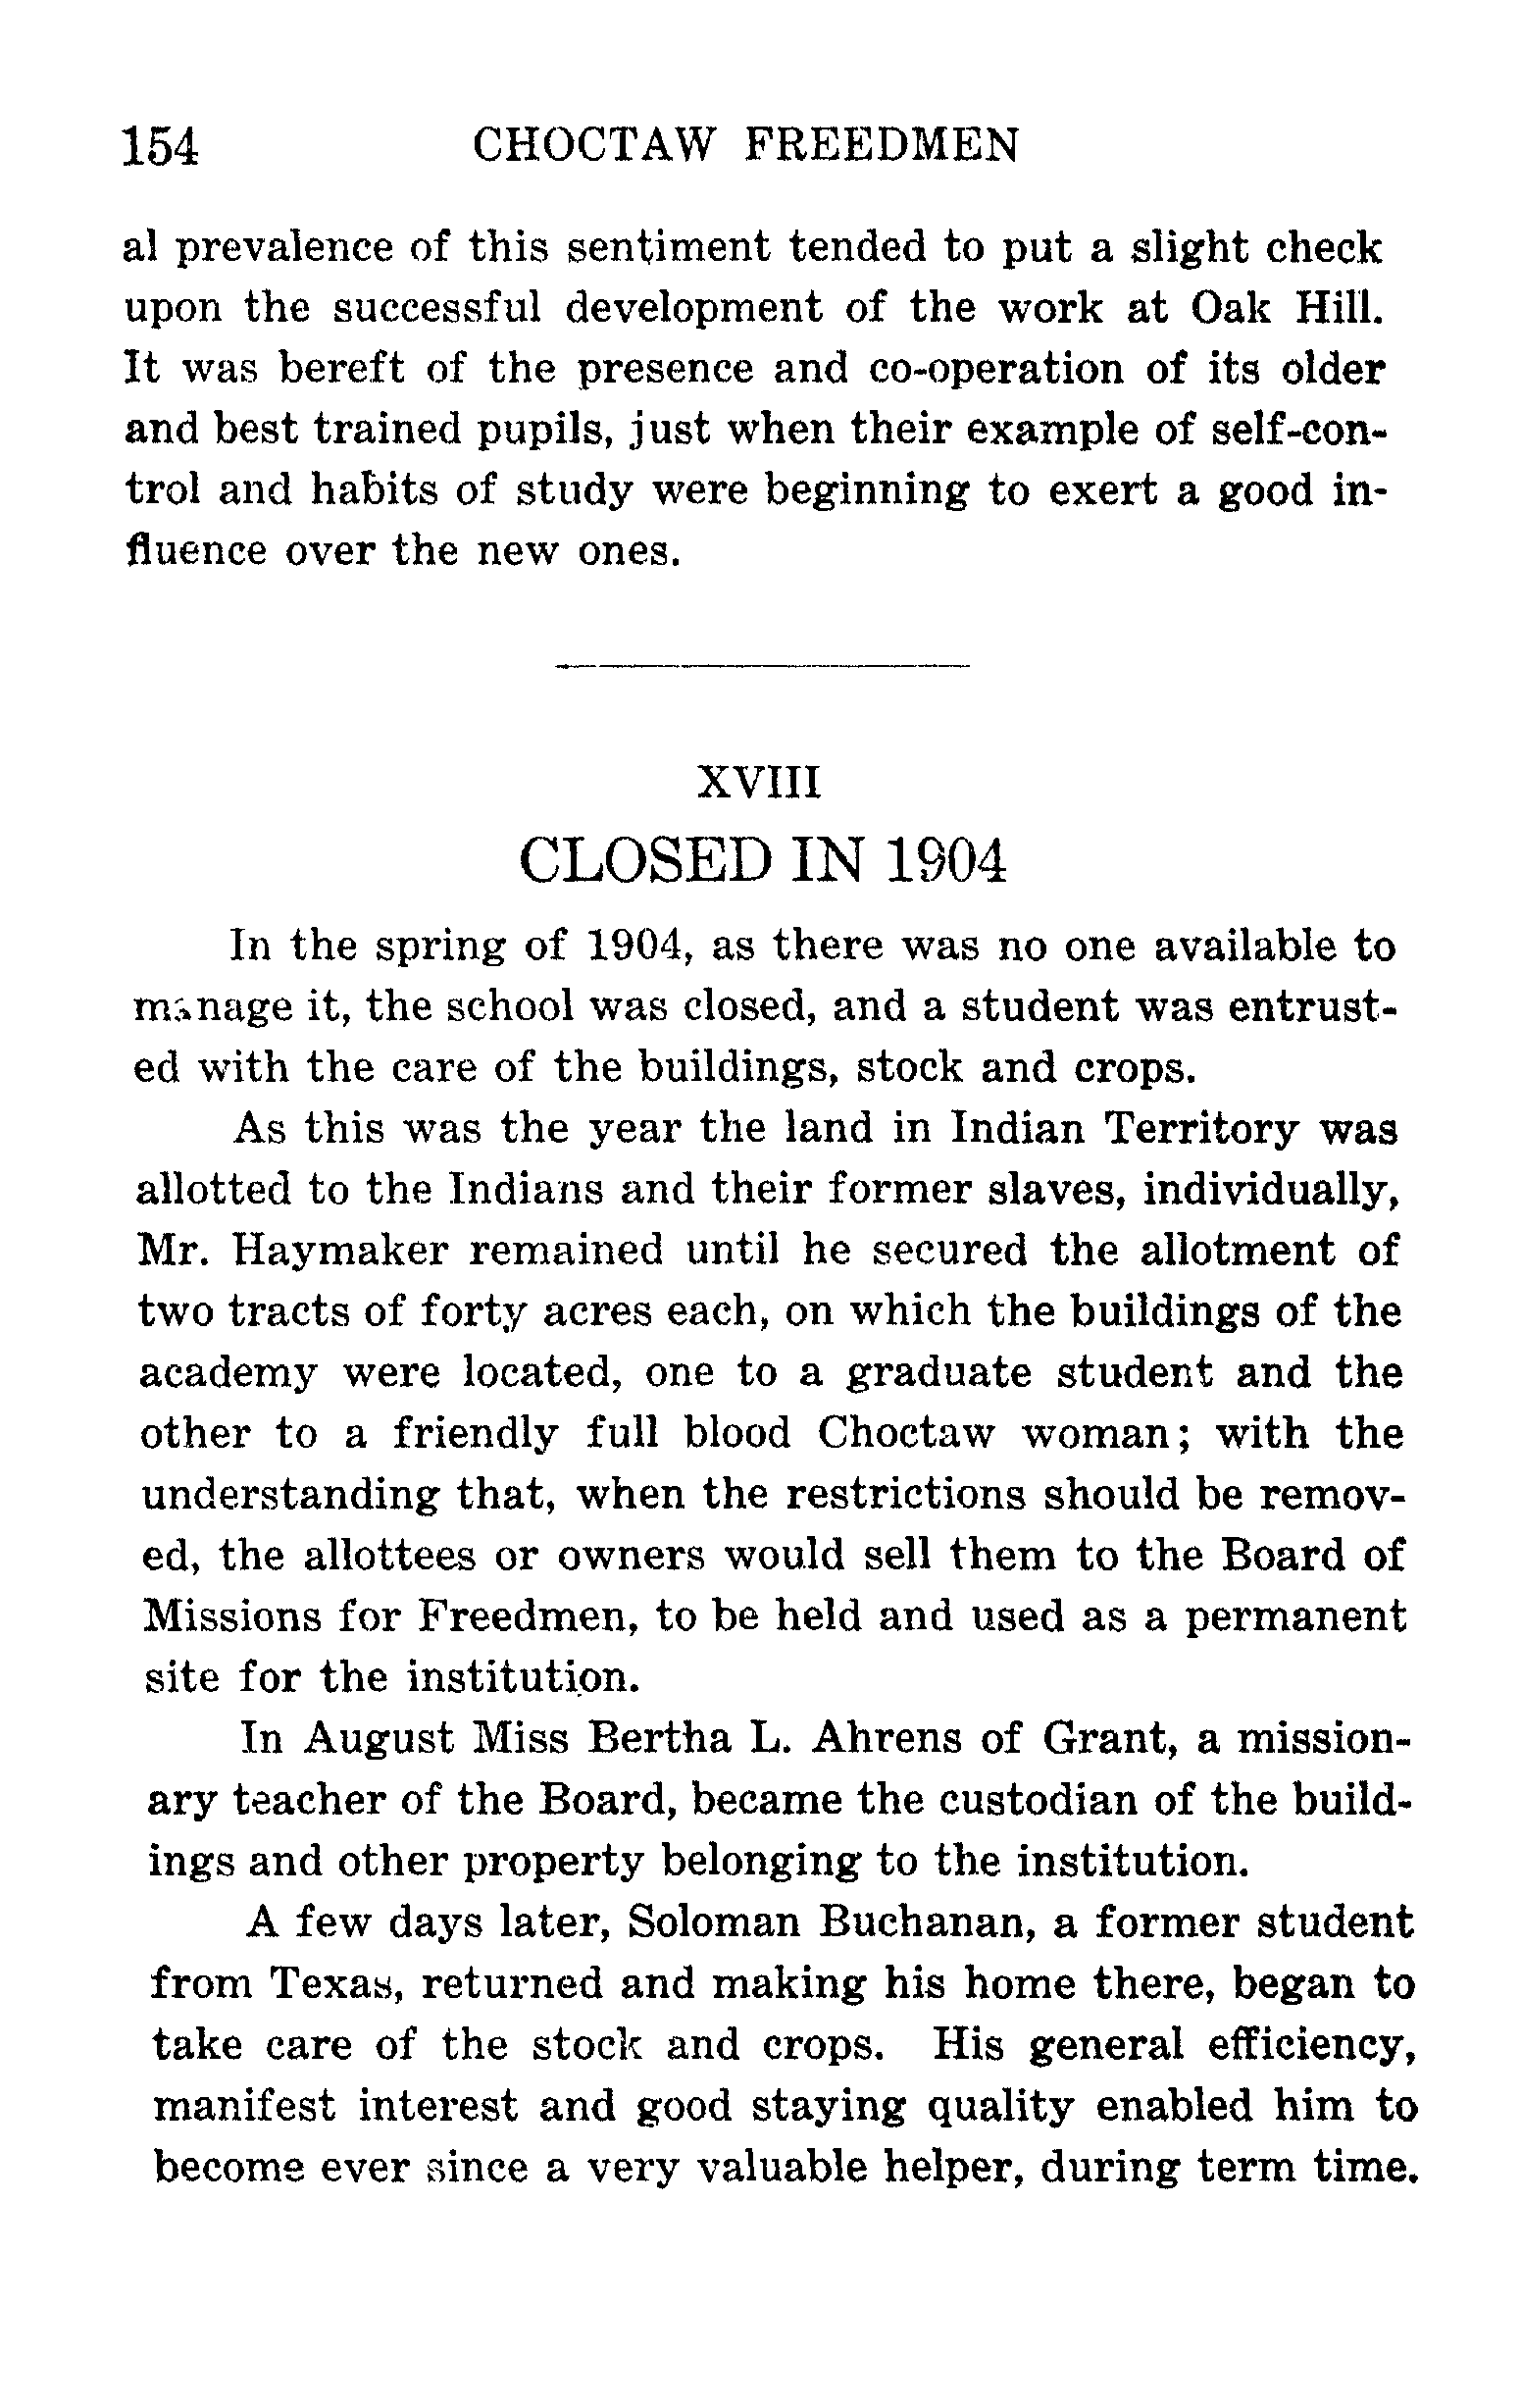 154 CHOCTAW FREEDMEN
al prevalence of this sentiment tended to put a slight check
upon the successful development of the work at Oak Hill.
It was bereft of the presence and co-operation of its older
and best trained pupils, just when their example of self-con-
trol and habits of study were beginning to exert a good in-
fluence over the new ones.
XVIII
CLOSED IN 1904
In the spring of 1904, as there was no one available to
manage it, the school was closed, and a student was entrust-
ed with the care of the buildings, stock and crops.
As this was the year the land in Indian Territory was
allotted to the Indians and their former slaves, individually,
Mr. Haymaker remained until he secured the allotment of
two tracts of forty acres each, on which the buildings of the
academy were located, one to a graduate student and the
other to a friendly full blood Choctaw woman; with the
understanding that, when the restrictions should be remov-
ed, the allottees or owners would sell them to the Board of
Missions for Freedmen, to be held and used as a permanent
site for the institution.
In August Miss Bertha L. Ahrens of Grant, a mission-
ary teacher of the Board, became the custodian of the build-
ings and other property belonging to the institution.
A few days later, Soloman Buchanan, a former student
from Texas, returned and making his home there, began to
take care of the stock and crops. His general efficiency,
manifest interest and good staying quality enabled him to
become ever since a very valuable helper, during term time.